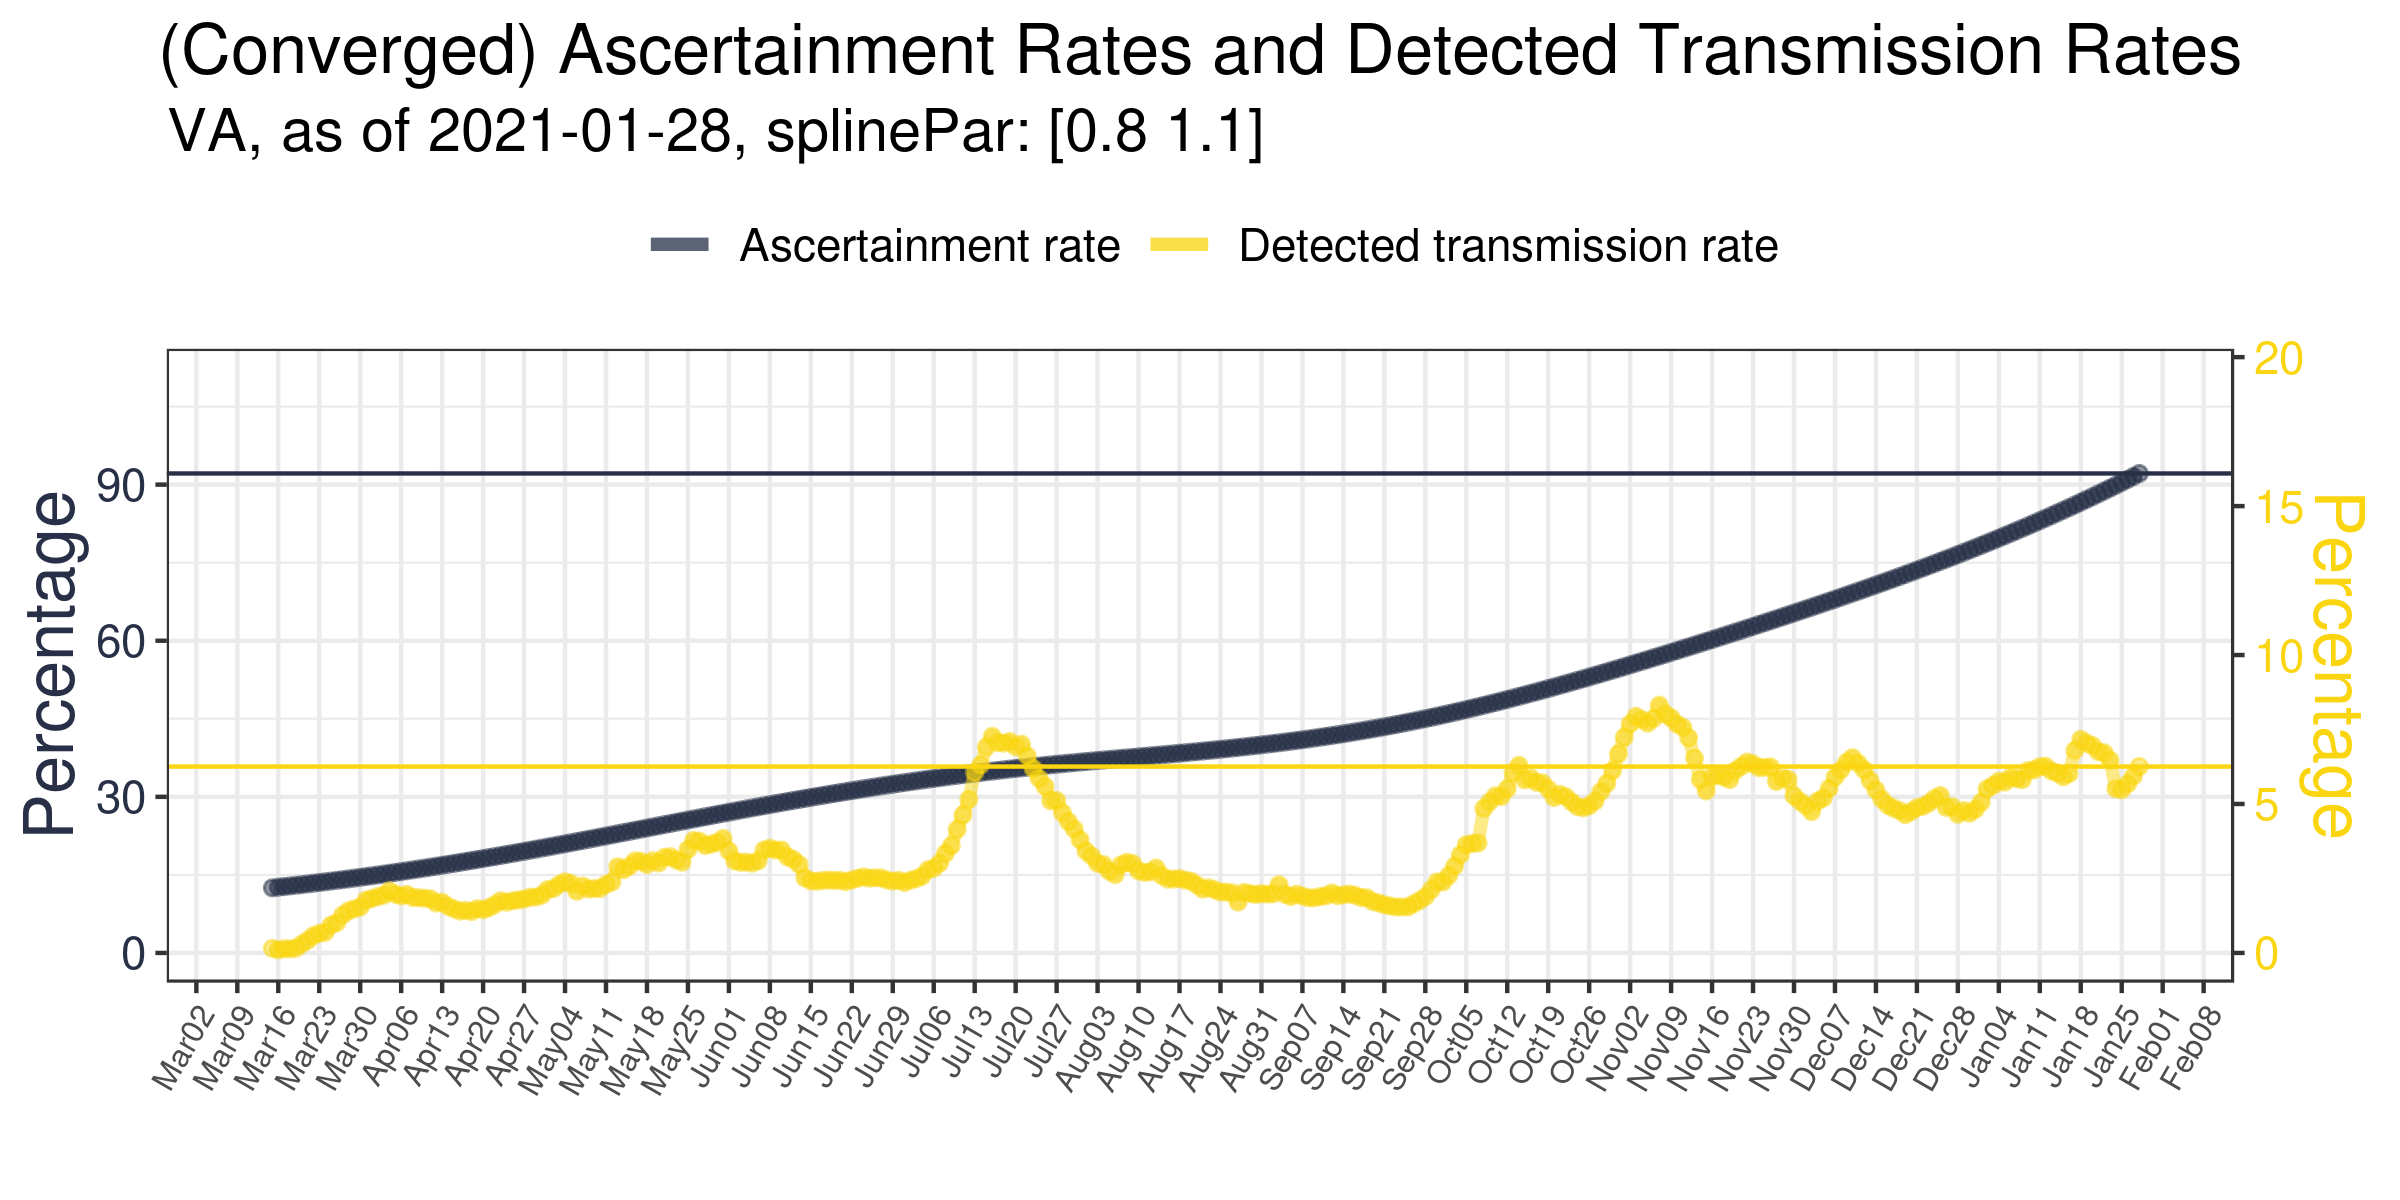 (Converged) Ascertainment Rates and Detected Transmission Rates
VA, as of 2021-01-28, splinePar: [0.8 1.1]
Ascertainment rate
Detected transmission rate
Percentage
90
60
30
0
20
15
10
5
0
Percentage
Mar02
Mar09
Mar16
Mar23
Mar30
Apr06
Apr13
Apr20
Apr27
May04
May11
May18
May25
Jun01
Jun08
Jun15
Jun22
Jun29
Jul06
Jul13
Jul20
Jul27
Aug03
Aug10
Aug17
Aug24
Aug31
Sep07
Sep14
Sep21
Sep28
Oct05
Oct12
Oct19
Oct26
Nov02
Nov09
Nov16
Nov23
Nov30
Dec07
Dec14
Dec21
Dec28
Jan04
Jan11
Jan18
Jan25
Feb01
Feb08